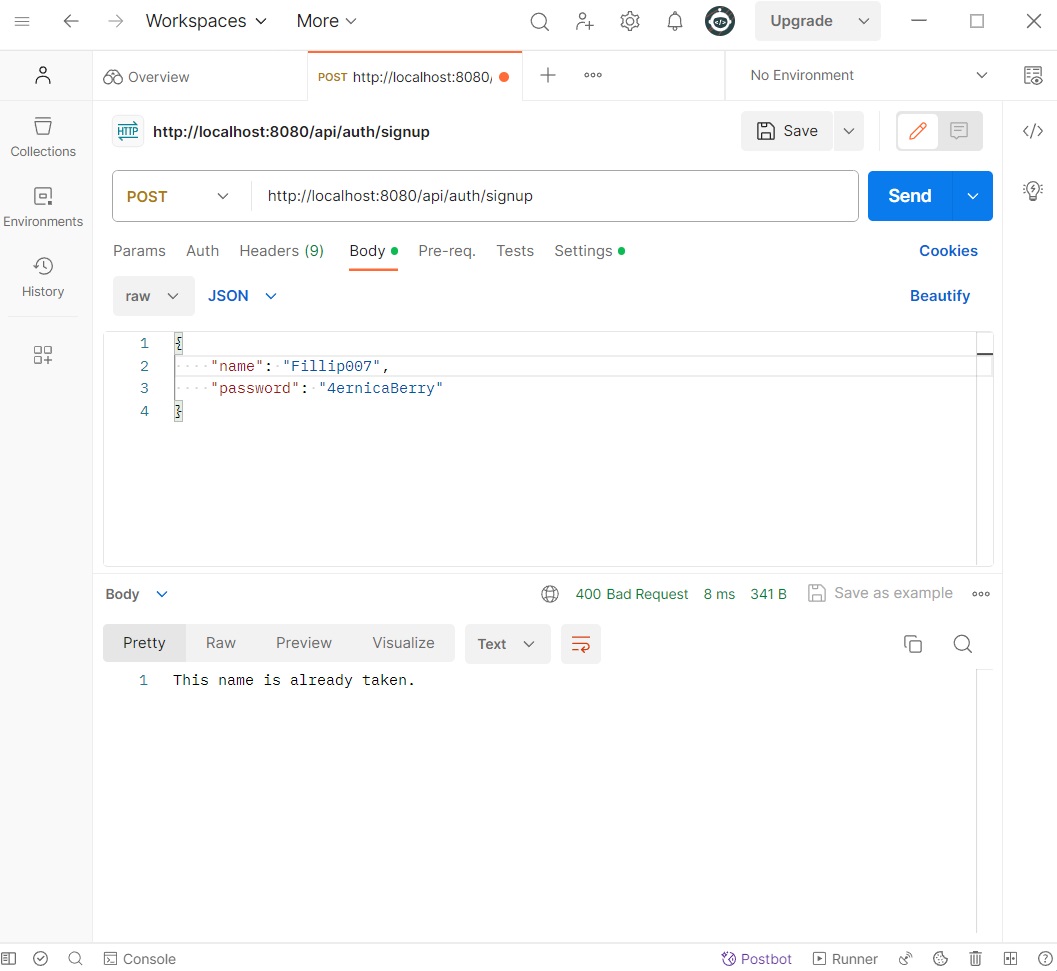 Workspaces More Upgrade
Overview POST http://localhost:8080/ No Environment
HTTP http://localhost:8080/api/auth/signup Save
Collections
POST http://localhost:8080/api/auth/signup Send
Environments
Params Auth Headers (9) Body Pre-req. Tests Settings Cookies
History
raw JSON Beautify
1 {
2 "name": "Fillip007",
3 "password": "4ernicaBerry"
4 }
Body 400 Bad Request 8 ms 341 B Save as example
Pretty Raw Preview Visualize Text
1 This name is already taken.
Console Postbot Runner